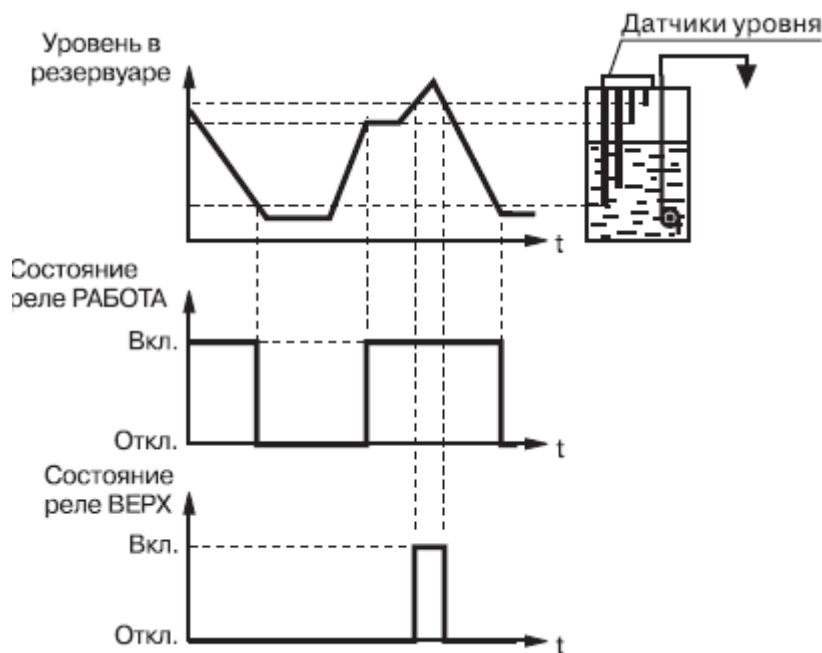 Датчики уровня
Уровень в
резервуаре
t
Состояние
реле РАБОТА
Вкл.
Откл.
t
Состояние
реле ВЕРХ
Вкл.
Откл.
t